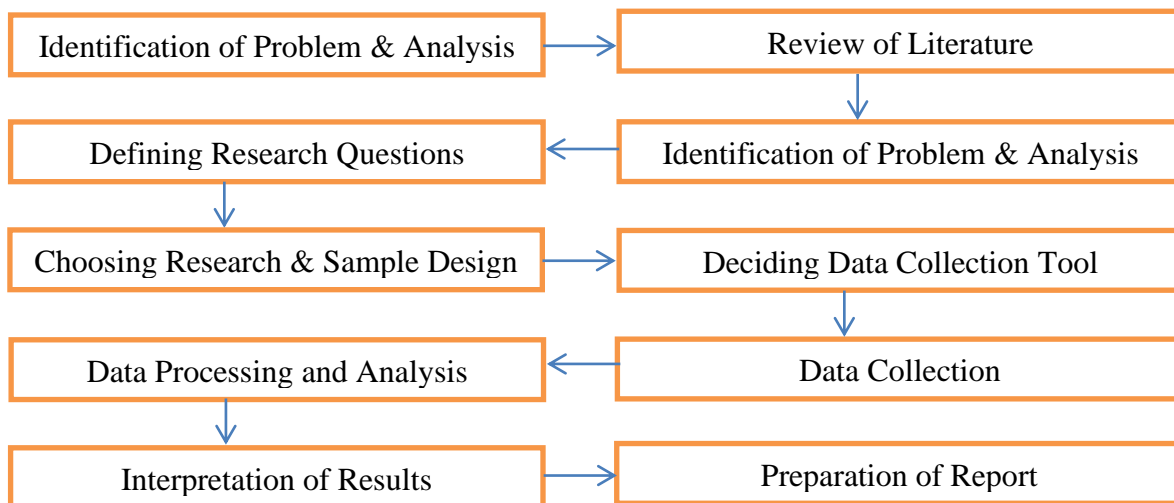 Identification of Problem & Analysis
Review of Literature
Identification of Problem & Analysis
Defining Research Questions
Choosing Research & Sample Design
Deciding Data Collection Tool
Data Collection
Data Processing and Analysis
Interpretation of Results
Preparation of Report